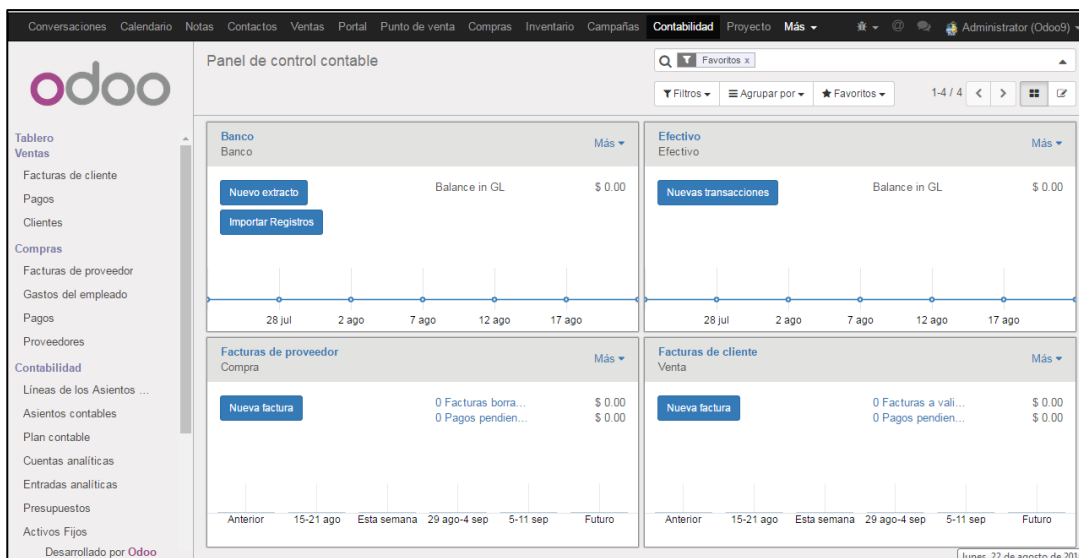 Conversaciones Calendario Notas Contactos Ventas Portal Punto de venta Compras Inventario Campañas Contabilidad Proyecto Más @ Administrator (Odoo9)
odoo
Panel de control contable
Favoritos x
Filtros Agrupar por Favoritos 1-4 / 4
Tablero
Ventas
Facturas de cliente
Pagos
Clientes
Compras
Facturas de proveedor
Gastos del empleado
Pagos
Proveedores
Contabilidad
Líneas de los Asientos ...
Asientos contables
Plan contable
Cuentas analíticas
Entradas analíticas
Presupuestos
Activos Fijos
Desarrollado por Odoo
Banco
Banco
Más
Nuevo extracto
Importar Registros
Balance in GL $ 0.00
28 jul 2 ago 7 ago 12 ago 17 ago
Efectivo
Efectivo
Más
Nuevas transacciones
Balance in GL $ 0.00
28 jul 2 ago 7 ago 12 ago 17 ago
Facturas de proveedor
Compra
Más
Nueva factura
0 Facturas borra... $ 0.00
0 Pagos pendien... $ 0.00
Anterior 15-21 ago Esta semana 29 ago-4 sep 5-11 sep Futuro
Facturas de cliente
Venta
Más
Nueva factura
0 Facturas a vali... $ 0.00
0 Pagos pendien... $ 0.00
Anterior 15-21 ago Esta semana 29 ago-4 sep 5-11 sep Futuro
lunes, 22 de agosto de